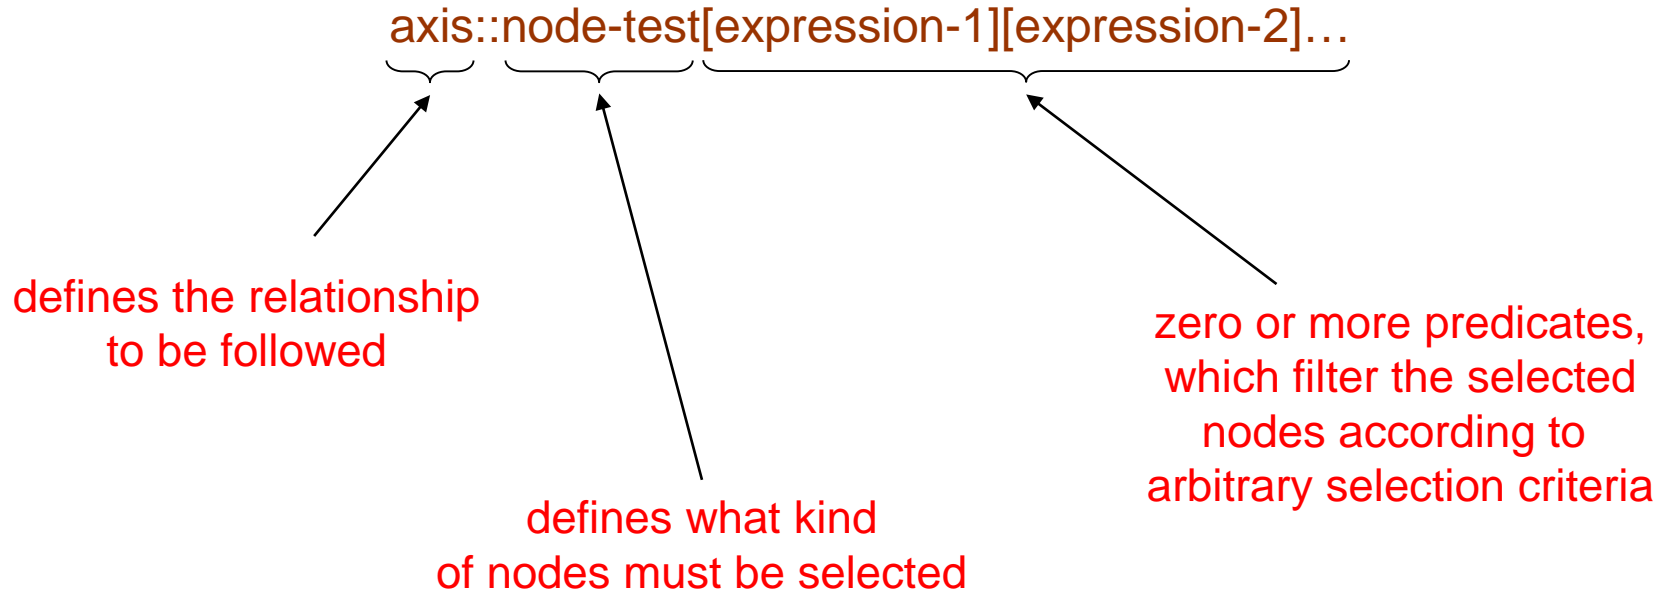 axis::node-test[expression-1][expression-2]…
defines the relationship
to be followed
zero or more predicates,
which filter the selected
nodes according to
arbitrary selection criteria
defines what kind
of nodes must be selected